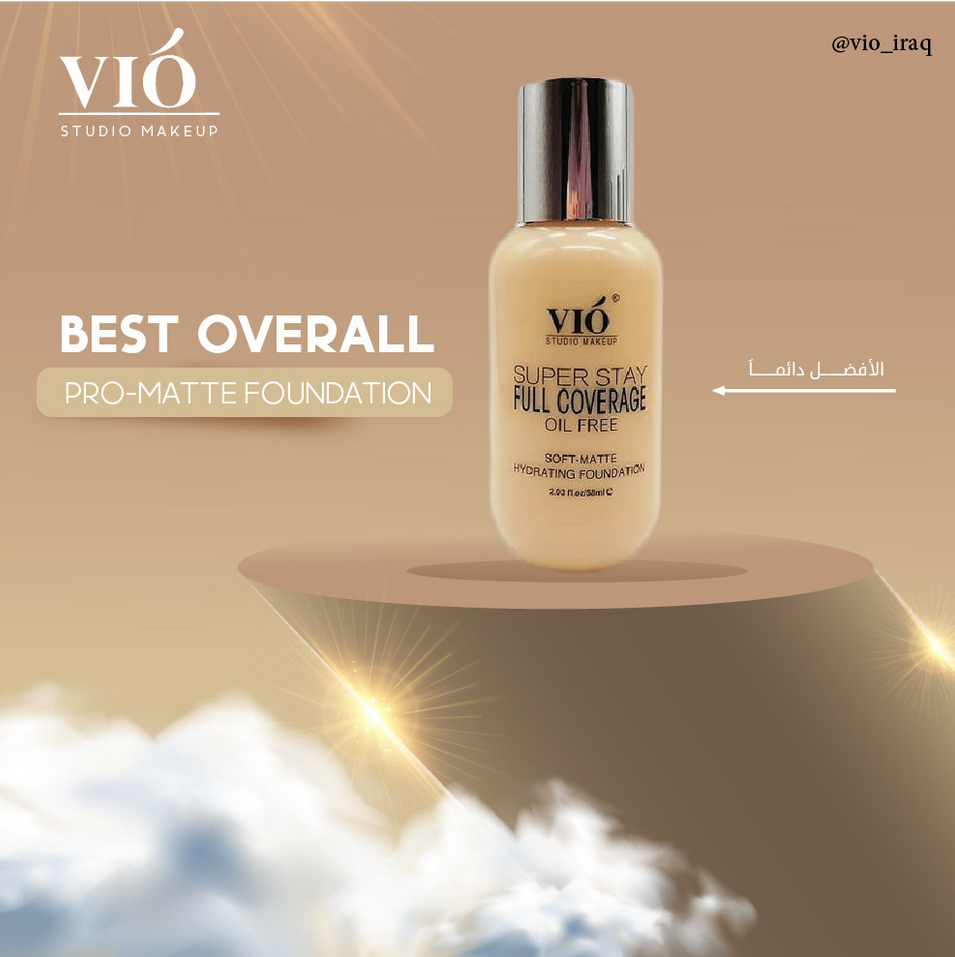 VIÓ
STUDIO MAKEUP
@vio_iraq
BEST OVERALL
PRO-MATTE FOUNDATION
VIÓ®
STUDIO MAKEUP
SUPER STAY
FULL COVERAGE
OIL FREE
SOFT-MATTE
HYDRATING FOUNDATION
2.03 fl.oz/58ml ℮
الأفضـــل دائمـــاً